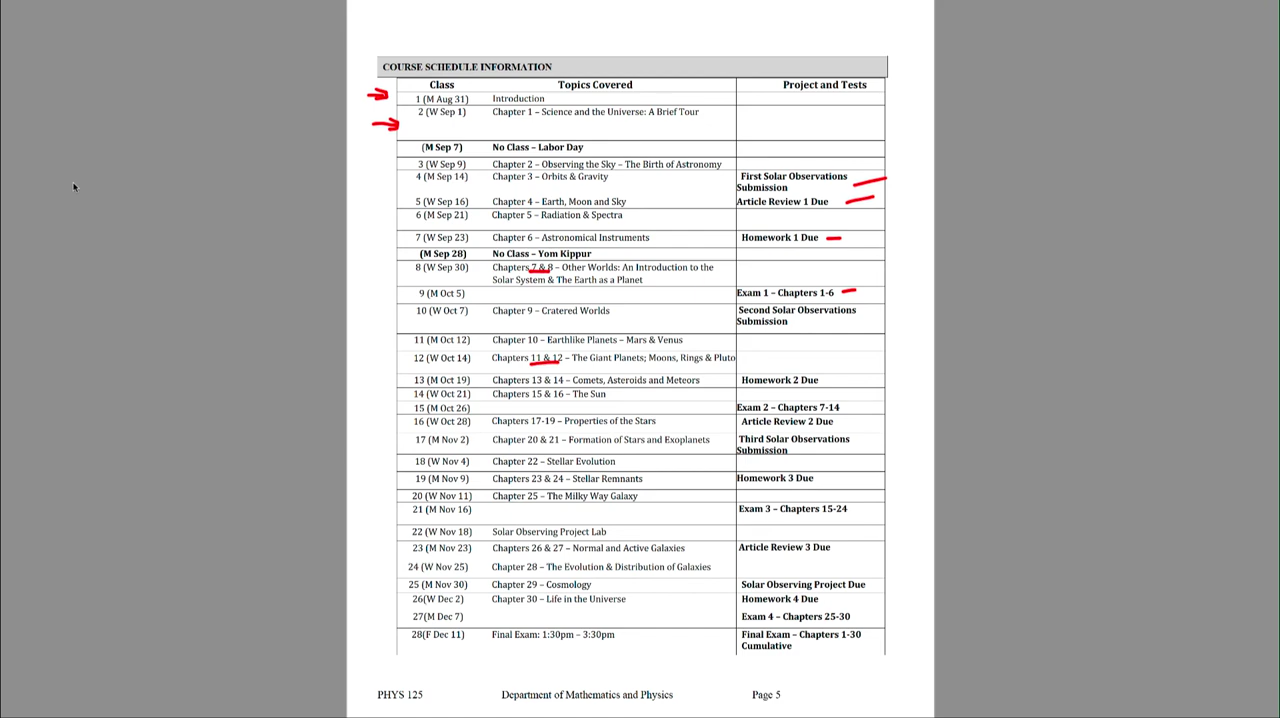 COURSE SCHEDULE INFORMATION
Class Topics Covered Project and Tests
1 (M Aug 31) Introduction
2 (W Sep 1) Chapter 1 – Science and the Universe: A Brief Tour
(M Sep 7) No Class – Labor Day
3 (W Sep 9) Chapter 2 – Observing the Sky – The Birth of Astronomy
4 (M Sep 14) Chapter 3 – Orbits & Gravity First Solar Observations
Submission
5 (W Sep 16) Chapter 4 – Earth, Moon and Sky Article Review 1 Due
6 (M Sep 21) Chapter 5 – Radiation & Spectra
7 (W Sep 23) Chapter 6 – Astronomical Instruments Homework 1 Due
(M Sep 28) No Class – Yom Kippur
8 (W Sep 30) Chapters 7 & 8 – Other Worlds: An Introduction to the
Solar System & The Earth as a Planet
9 (M Oct 5) Exam 1 – Chapters 1-6
10 (W Oct 7) Chapter 9 – Cratered Worlds Second Solar Observations
Submission
11 (M Oct 12) Chapter 10 – Earthlike Planets – Mars & Venus
12 (W Oct 14) Chapters 11 & 12 – The Giant Planets; Moons, Rings & Pluto
13 (M Oct 19) Chapters 13 & 14 – Comets, Asteroids and Meteors Homework 2 Due
14 (W Oct 21) Chapters 15 & 16 – The Sun
15 (M Oct 26) Exam 2 – Chapters 7-14
16 (W Oct 28) Chapters 17-19 – Properties of the Stars Article Review 2 Due
17 (M Nov 2) Chapter 20 & 21 – Formation of Stars and Exoplanets Third Solar Observations
Submission
18 (W Nov 4) Chapter 22 – Stellar Evolution
19 (M Nov 9) Chapters 23 & 24 – Stellar Remnants Homework 3 Due
20 (W Nov 11) Chapter 25 – The Milky Way Galaxy
21 (M Nov 16) Exam 3 – Chapters 15-24
22 (W Nov 18) Solar Observing Project Lab
23 (M Nov 23) Chapters 26 & 27 – Normal and Active Galaxies Article Review 3 Due
24 (W Nov 25) Chapter 28 – The Evolution & Distribution of Galaxies
25 (M Nov 30) Chapter 29 – Cosmology Solar Observing Project Due
26(W Dec 2) Chapter 30 – Life in the Universe Homework 4 Due
27(M Dec 7) Exam 4 – Chapters 25-30
28(F Dec 11) Final Exam: 1:30pm – 3:30pm Final Exam – Chapters 1-30
Cumulative
PHYS 125 Department of Mathematics and Physics Page 5